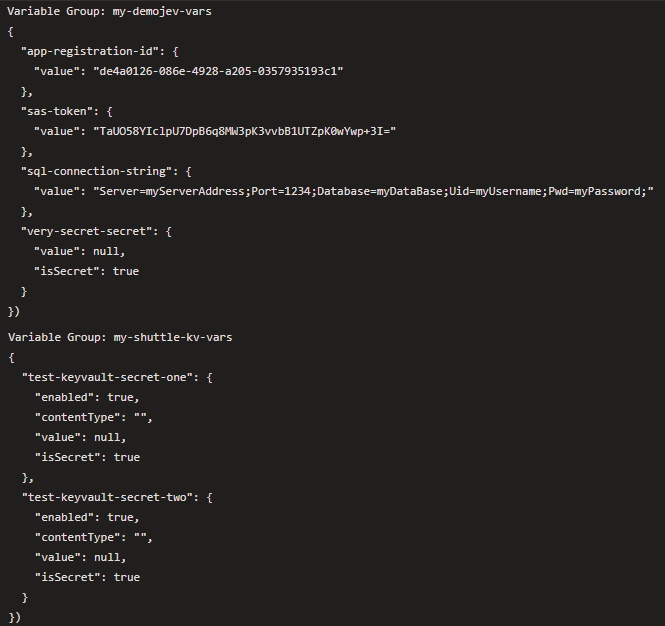 Variable Group: my-demojev-vars
{
  "app-registration-id": {
    "value": "de4a0126-086e-4928-a205-0357935193c1"
  },
  "sas-token": {
    "value": "TaUO58YIc1pU7DpB6q8MW3pK3vvbB1UTZpK0wYwp+3I="
  },
  "sql-connection-string": {
    "value": "Server=myServerAddress;Port=1234;Database=myDataBase;Uid=myUsername;Pwd=myPassword;"
  },
  "very-secret-secret": {
    "value": null,
    "isSecret": true
  }
})
Variable Group: my-shuttle-kv-vars
{
  "test-keyvault-secret-one": {
    "enabled": true,
    "contentType": "",
    "value": null,
    "isSecret": true
  },
  "test-keyvault-secret-two": {
    "enabled": true,
    "contentType": "",
    "value": null,
    "isSecret": true
  }
})